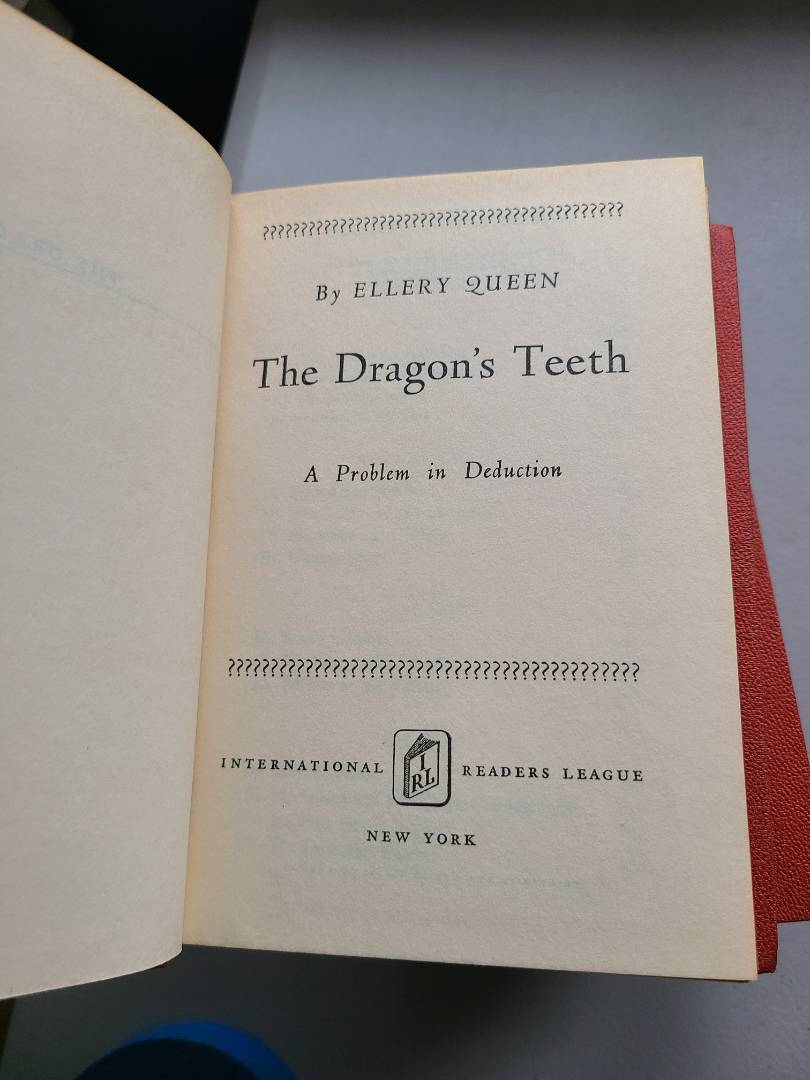 ???????????????????????????????????????????
By ELLERY QUEEN
The Dragon's Teeth
A Problem in Deduction
???????????????????????????????????????????
INTERNATIONAL IRL READERS LEAGUE
NEW YORK